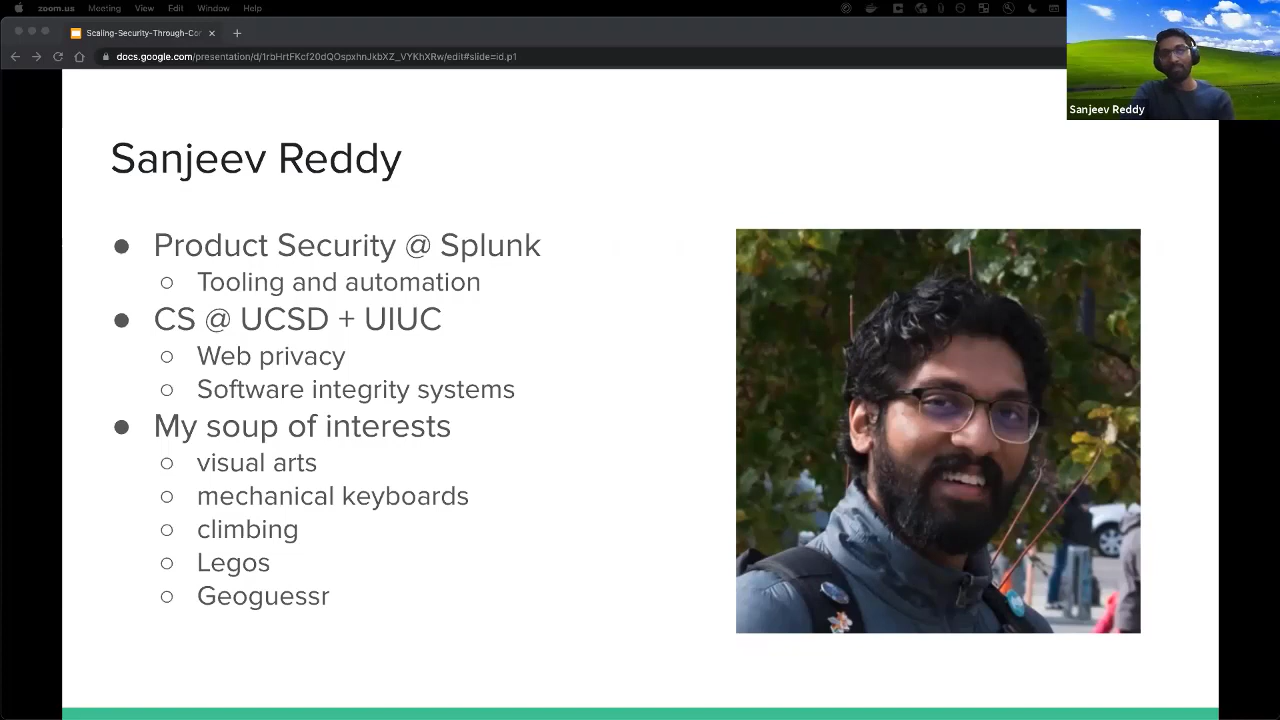 zoom.us Meeting View Edit Window Help
Scaling-Security-Through-Cor
docs.google.com/presentation/d/1rbHrtFKcf20dQOspxhnJkbXZ_VYKhXRw/edit#slide=id.p1
Sanjeev Reddy
Sanjeev Reddy
● Product Security @ Splunk
○ Tooling and automation
● CS @ UCSD + UIUC
○ Web privacy
○ Software integrity systems
● My soup of interests
○ visual arts
○ mechanical keyboards
○ climbing
○ Legos
○ Geoguessr